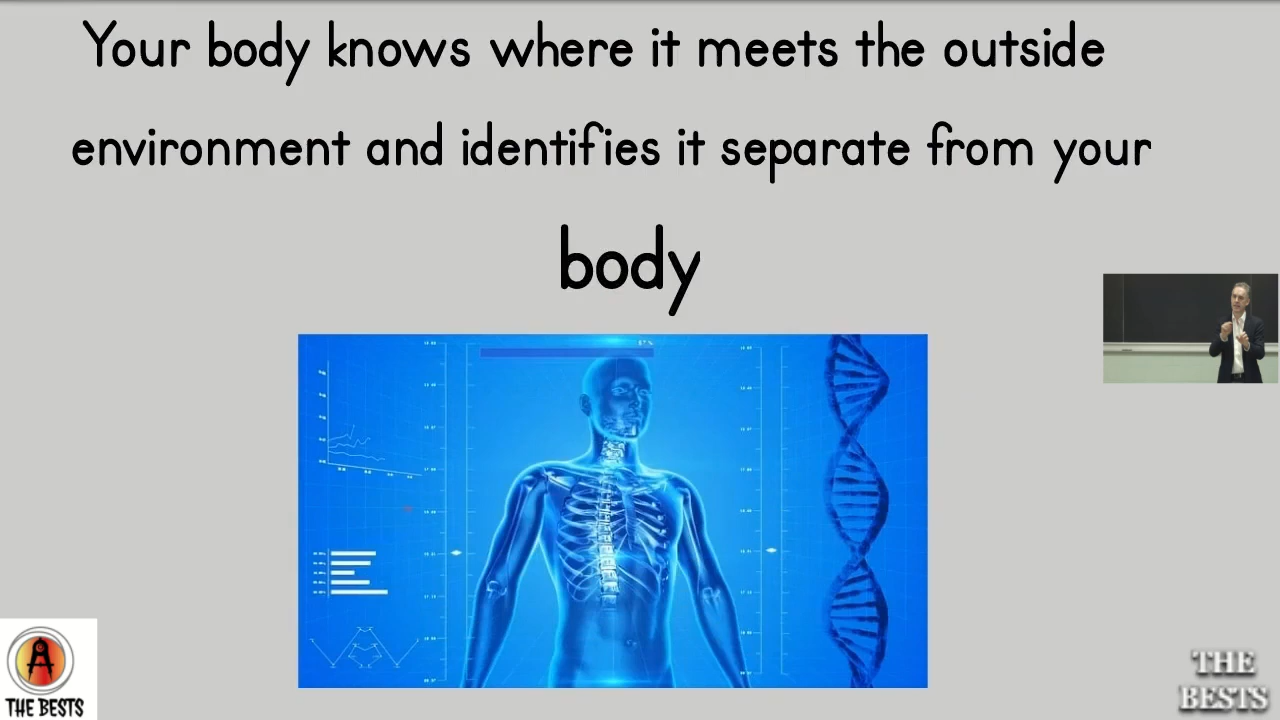 Your body knows where it meets the outside
environment and identifies it separate from your
body
THE BESTS
THE
BESTS